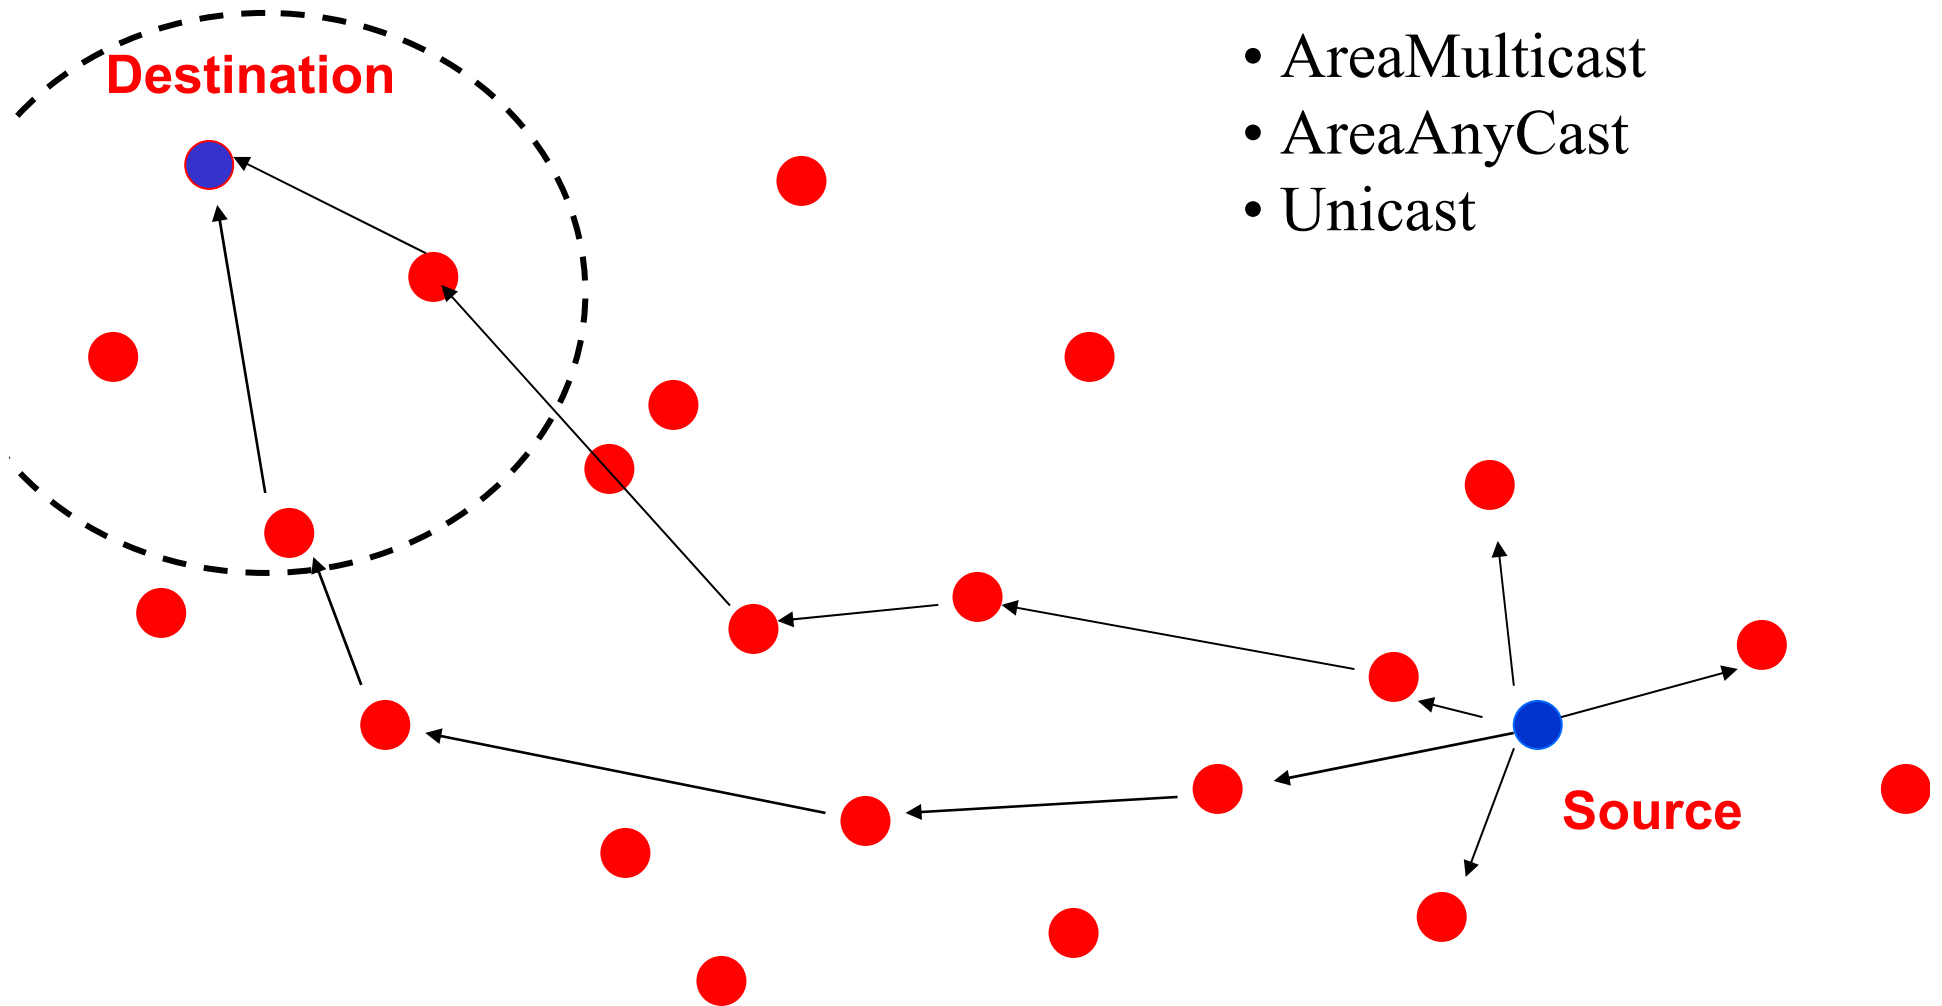 Destination
• AreaMulticast
• AreaAnyCast
• Unicast
Source